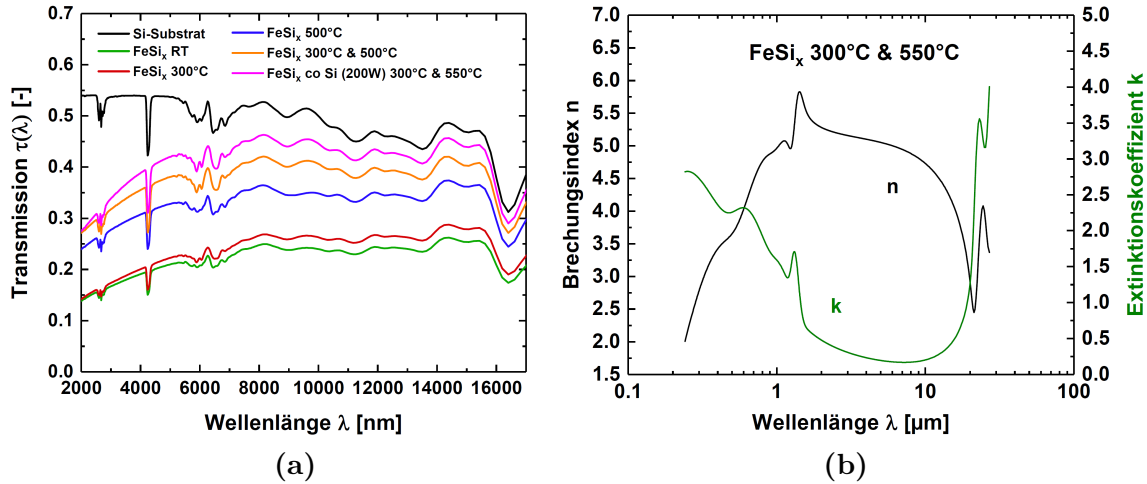 Transmission τ(λ) [-]
0.7
0.6
0.5
0.4
0.3
0.2
0.1
0.0
Si-Substrat
FeSiₓ RT
FeSiₓ 300°C
FeSiₓ 500°C
FeSiₓ 300°C & 500°C
FeSiₓ co Si (200W) 300°C & 550°C
2000 4000 6000 8000 10000 12000 14000 16000
Wellenlänge λ [nm]
(a)
Brechungsindex n
7.0
6.5
6.0
5.5
5.0
4.5
4.0
3.5
3.0
2.5
2.0
1.5
FeSiₓ 300°C & 550°C
n
k
5.0
4.5
4.0
3.5
3.0
2.5
2.0
1.5
1.0
0.5
0.0
Extinktionskoeffizient k
0.1 1 10 100
Wellenlänge λ [µm]
(b)